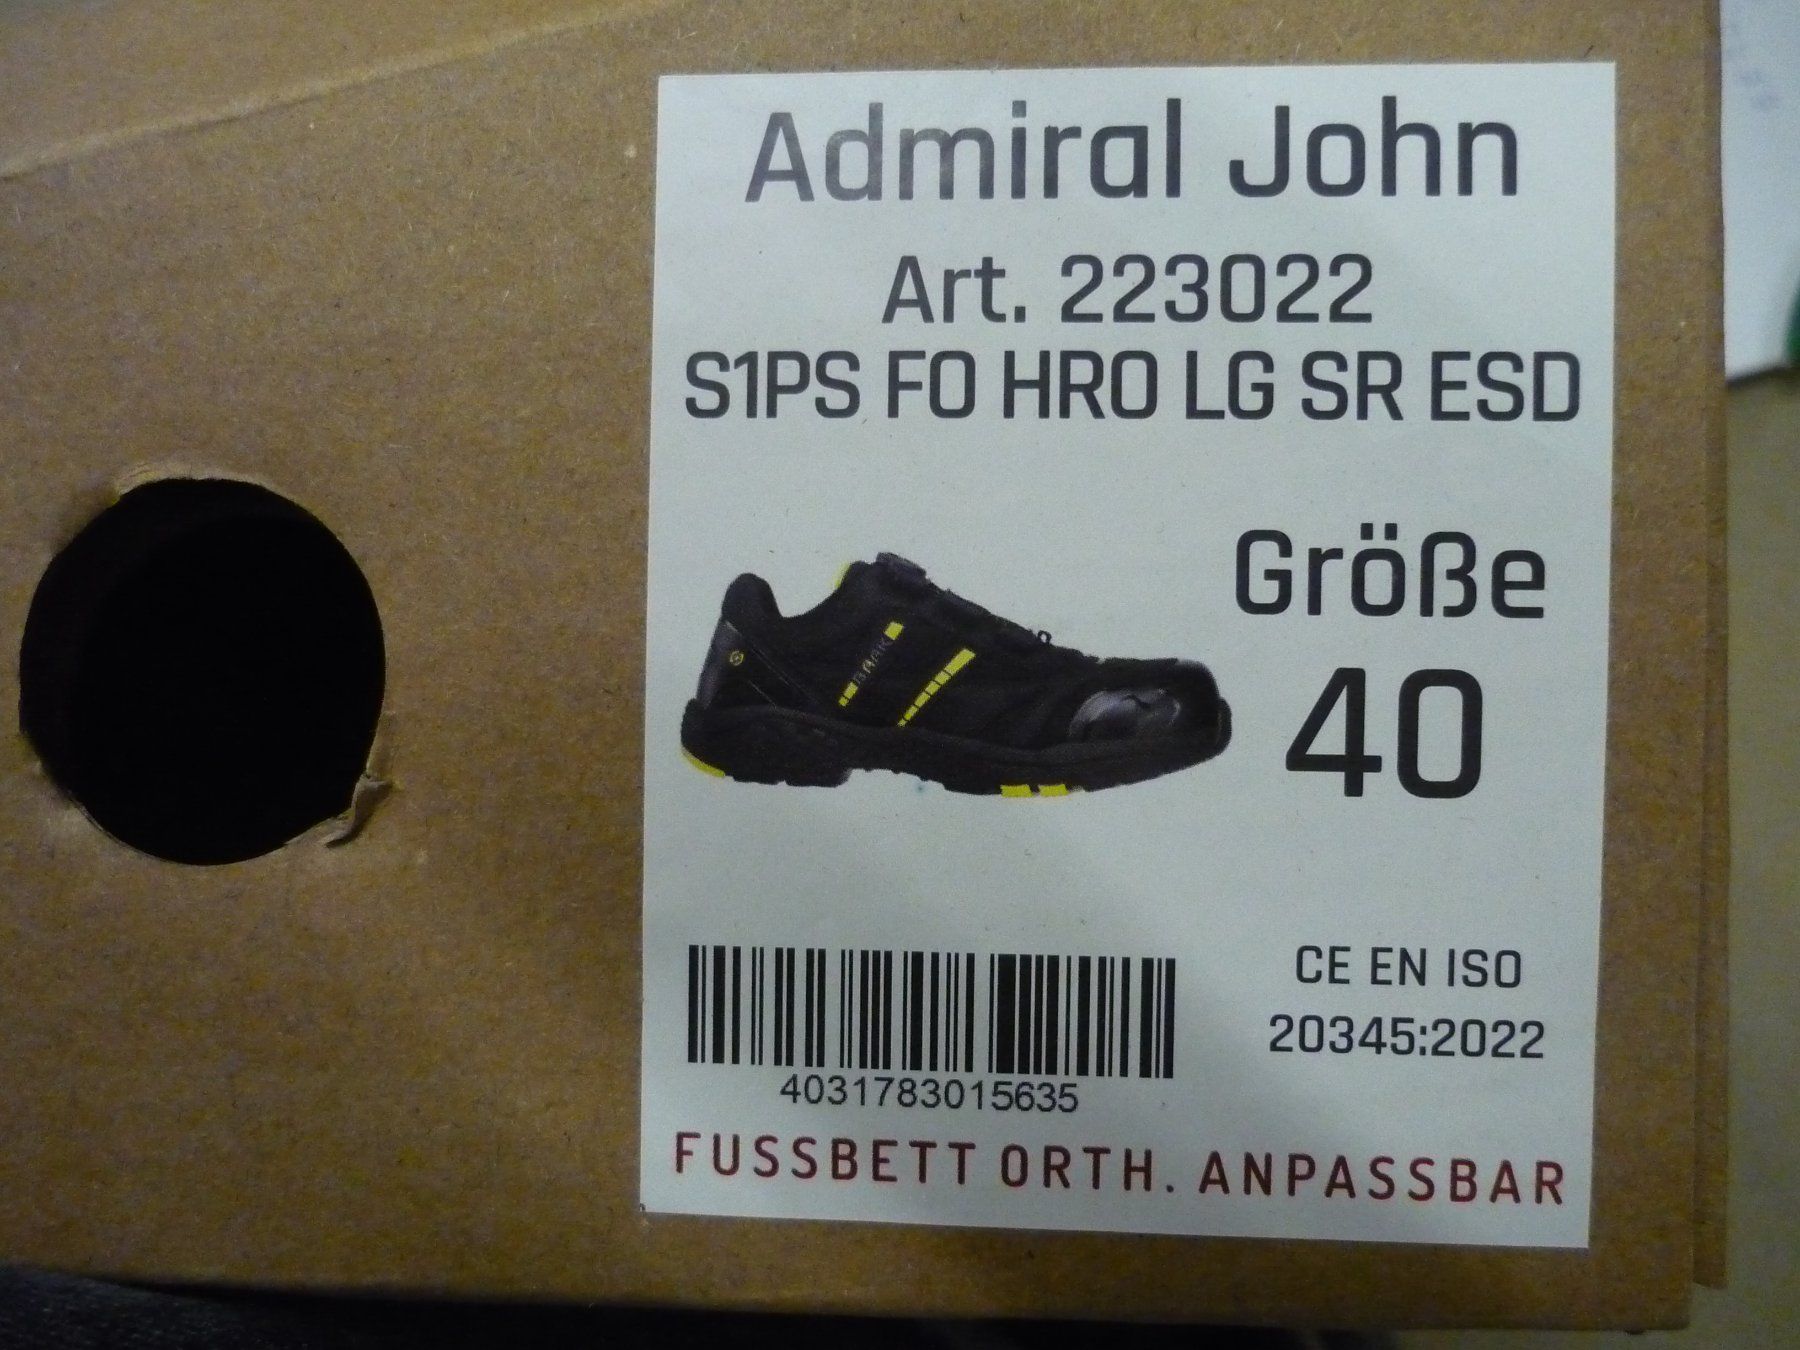 Admiral John
Art. 223022
S1PS FO HRO LG SR ESD
Größe
40
BAAK
CE EN ISO
20345:2022
4031783015635
FUSSBETT ORTH. ANPASSBAR